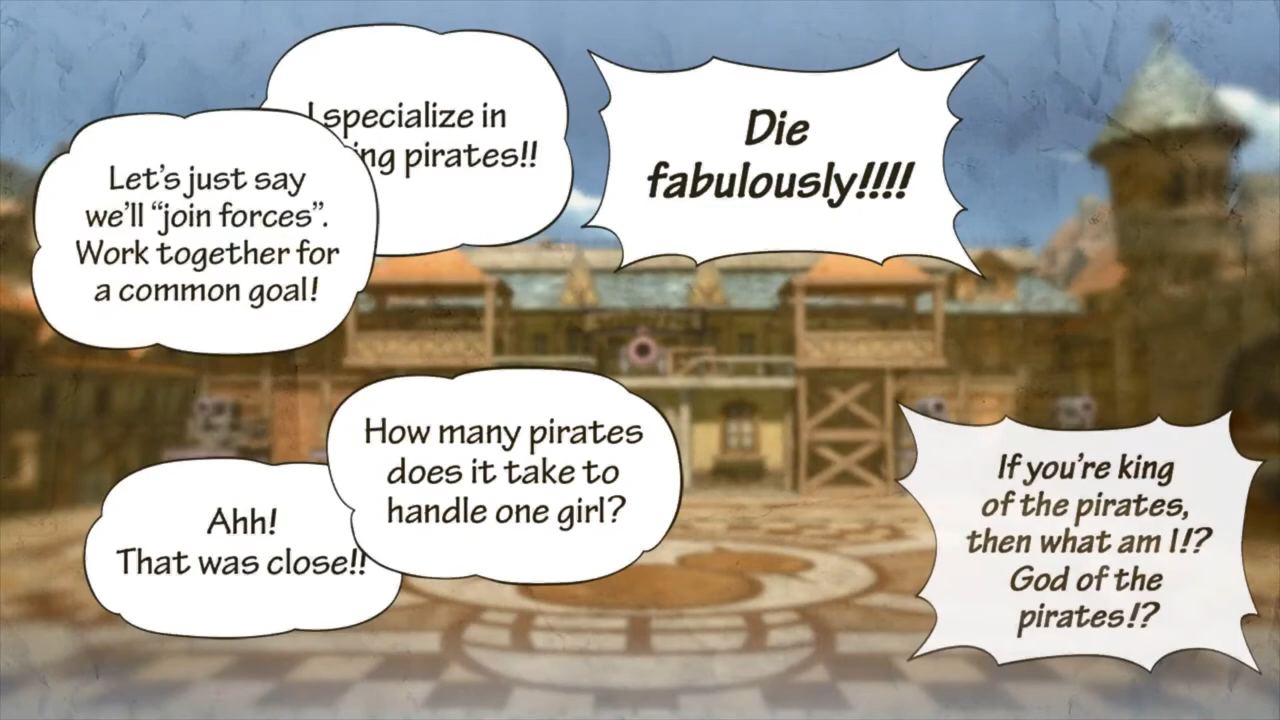 I specialize in
pirates!!
Die
fabulously!!!!
Let's just say
we'll “join forces”.
Work together for
a common goal!
How many pirates
does it take to
handle one girl?
Ahh!
That was close!!
If you're king
of the pirates,
then what am I!?
God of the
pirates!?